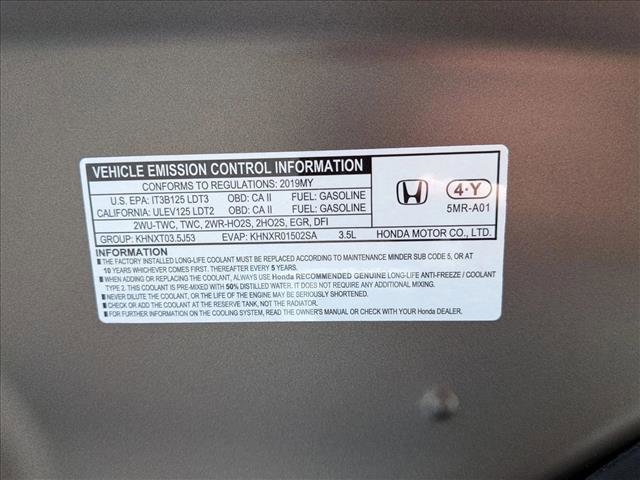 VEHICLE EMISSION CONTROL INFORMATION
CONFORMS TO REGULATIONS: 2019MY
U.S. EPA: IT3B125 LDT3 OBD: CA II FUEL: GASOLINE
CALIFORNIA: ULEV125 LDT2 OBD: CA II FUEL: GASOLINE
2WU-TWC, TWC, 2WR-HO2S, 2HO2S, EGR, DFI
GROUP: KHNXT03.5J53 EVAP: KHNXR01502SA 3.5L
4-Y
5MR-A01
HONDA MOTOR CO., LTD.
INFORMATION
■ THE FACTORY INSTALLED LONG-LIFE COOLANT MUST BE REPLACED ACCORDING TO MAINTENANCE MINDER SUB CODE 5, OR AT
10 YEARS WHICHEVER COMES FIRST. THEREAFTER EVERY 5 YEARS.
■ WHEN ADDING OR REPLACING THE COOLANT, ALWAYS USE Honda RECOMMENDED GENUINE LONG-LIFE ANTI-FREEZE / COOLANT
TYPE 2. THIS COOLANT IS PRE-MIXED WITH 50% DISTILLED WATER. IT DOES NOT REQUIRE ANY ADDITIONAL MIXING.
■ NEVER DILUTE THE COOLANT, OR THE LIFE OF THE ENGINE MAY BE SERIOUSLY SHORTENED.
■ CHECK OR ADD THE COOLANT AT THE RESERVE TANK, NOT THE RADIATOR.
■ FOR FURTHER INFORMATION ON THE COOLING SYSTEM, READ THE OWNER'S MANUAL OR CHECK WITH YOUR Honda DEALER.